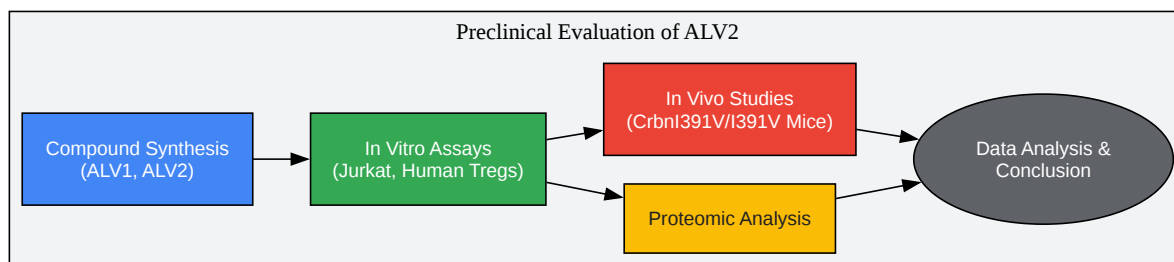 Preclinical Evaluation of ALV2
Compound Synthesis
(ALV1, ALV2)
In Vitro Assays
(Jurkat, Human Tregs)
In Vivo Studies
(CrbnI391V/I391V Mice)
Proteomic Analysis
Data Analysis &
Conclusion